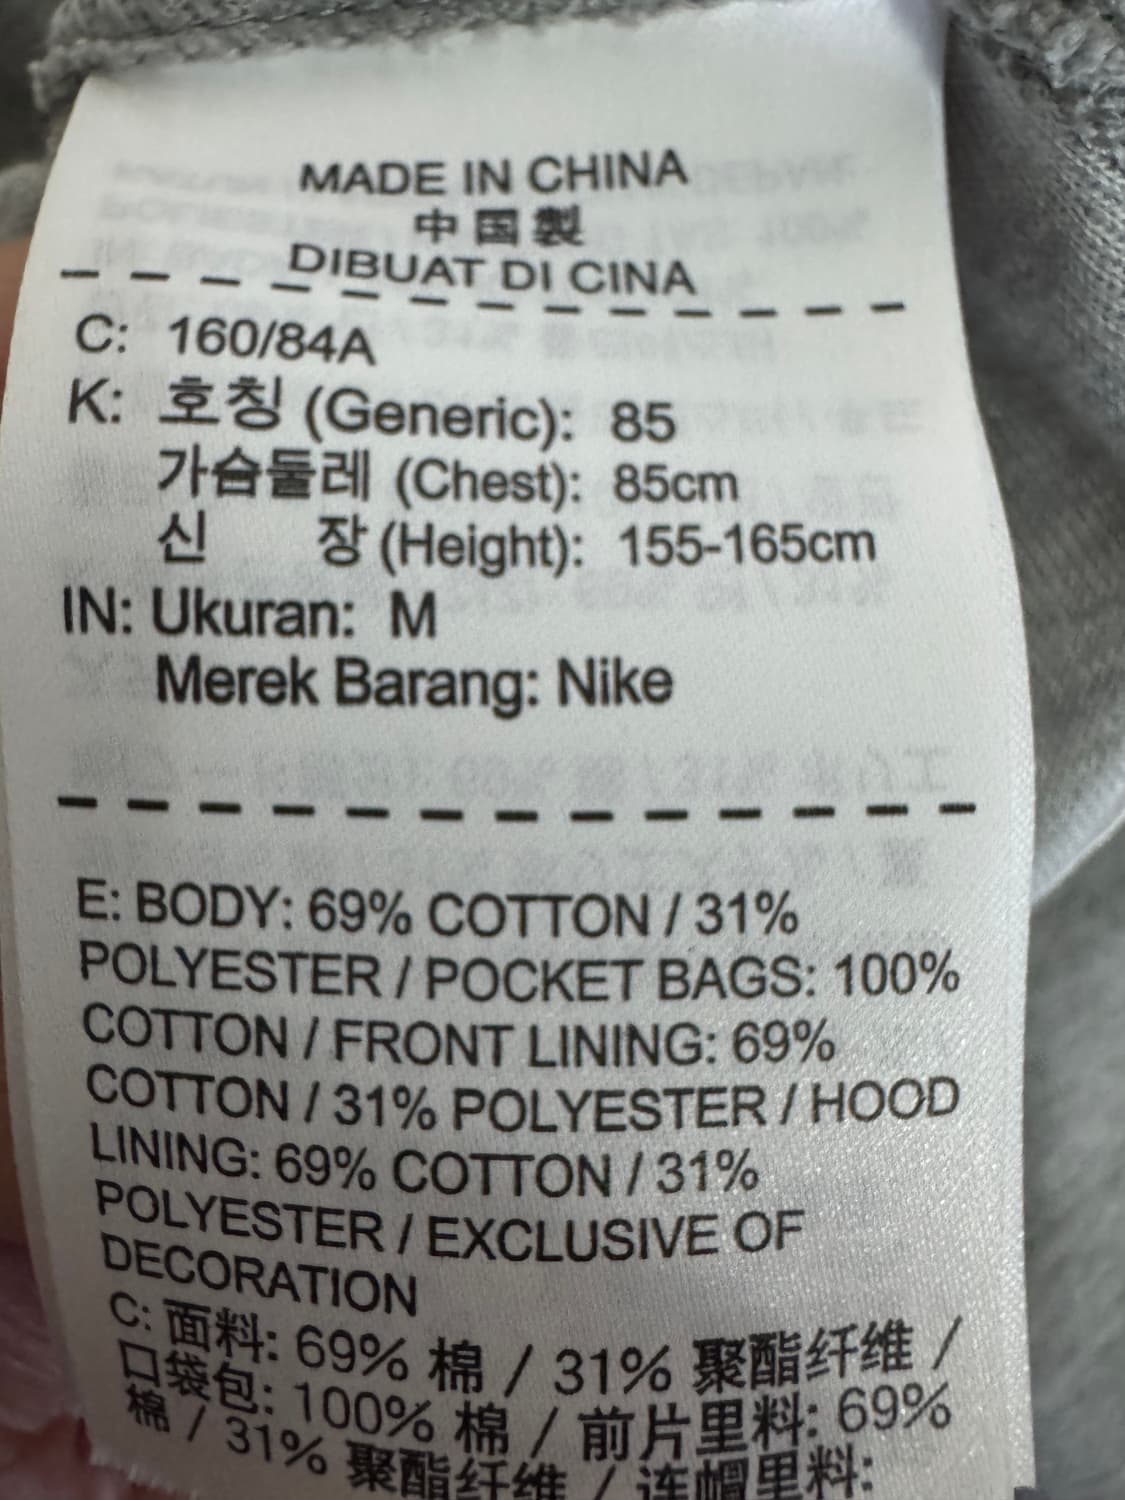 MADE IN CHINA
中国製
DIBUAT DI CINA
C: 160/84A
K: 호칭 (Generic): 85
가슴둘레 (Chest): 85cm
신 장 (Height): 155-165cm
IN: Ukuran: M
Merek Barang: Nike
E: BODY: 69% COTTON / 31%
POLYESTER / POCKET BAGS: 100%
COTTON / FRONT LINING: 69%
COTTON / 31% POLYESTER / HOOD
LINING: 69% COTTON / 31%
POLYESTER / EXCLUSIVE OF
DECORATION
C: 面料: 69% 棉 / 31% 聚酯纤维 /
口袋包: 100% 棉 / 前片里料: 69%
棉 / 31% 聚酯纤维 / 连帽里料: